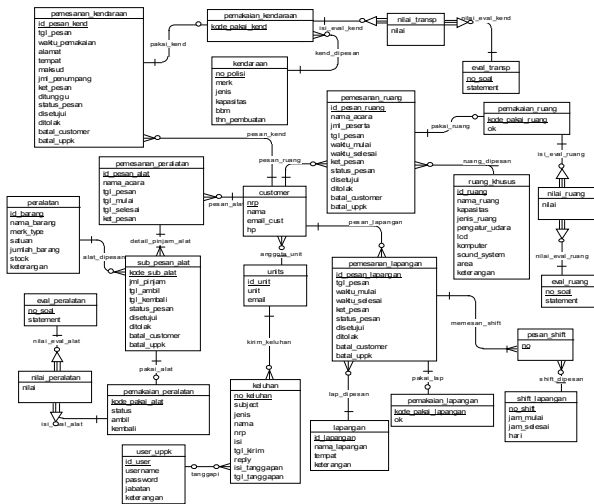 pemesanan_kendaraan
id_pesan_kend
tgl_pesan
waktu_pemakaian
alamat
tempat
maksud
jml_penumpang
ket_pesan
ditunggu
status_pesan
disetujui
ditolak
batal_customer
batal_uppk
pakai_kend
pemakaian_kendaraan
kode_pakai_kend
isi_eval_kend
nilai_transp
nilai
nilai_eval_kend
eval_transp
no_soal
statement
kend_dipesan
kendaraan
no_polisi
merk
jenis
kapasitas
bbm
thn_pembuatan
pesan_kend
pemesanan_ruang
id_pesan_ruang
nama_acara
jml_peserta
tgl_pesan
waktu_mulai
waktu_selesai
ket_pesan
status_pesan
disetujui
ditolak
batal_customer
batal_uppk
pakai_ruang
pemakaian_ruang
kode_pakai_ruang
ok
isi_eval_ruang
nilai_ruang
nilai
nilai_eval_ruang
eval_ruang
no_soal
statement
ruang_dipesan
ruang_khusus
id_ruang
nama_ruang
kapasitas
jenis_ruang
pengatur_udara
lcd
komputer
sound_system
area
keterangan
pesan_ruang
pemesanan_peralatan
id_pesan_alat
nama_acara
tgl_pesan
tgl_mulai
tgl_selesai
ket_pesan
pesan_alat
customer
nrp
nama
email_cust
hp
pesan_lapangan
anggota_unit
units
id_unit
unit
email
kirim_keluhan
peralatan
id_barang
nama_barang
merk_type
satuan
jumlah_barang
stock
keterangan
alat_dipesan
detail_pinjam_alat
sub_pesan_alat
kode_sub_alat
jml_pinjam
tgl_ambil
tgl_kembali
status_pesan
disetujui
ditolak
batal_customer
batal_uppk
pakai_alat
eval_peralatan
no_soal
statement
nilai_eval_alat
nilai_peralatan
nilai
isi_eval_alat
pemakaian_peralatan
kode_pakai_alat
status
ambil
kembali
pemesanan_lapangan
id_pesan_lapangan
tgl_pesan
waktu_mulai
waktu_selesai
ket_pesan
status_pesan
disetujui
ditolak
batal_customer
batal_uppk
memesan_shift
pesan_shift
no
shift_dipesan
shift_lapangan
no_shift
jam_mulai
jam_selesai
hari
pakai_lap
pemakaian_lapangan
kode_pakai_lapangan
ok
lap_dipesan
lapangan
id_lapangan
nama_lapangan
tempat
keterangan
keluhan
no_keluhan
subject
jenis
nama
nrp
isi
tgl_kirim
reply
isi_tanggapan
tgl_tanggapan
tanggapi
user_uppk
id_user
username
password
jabatan
keterangan